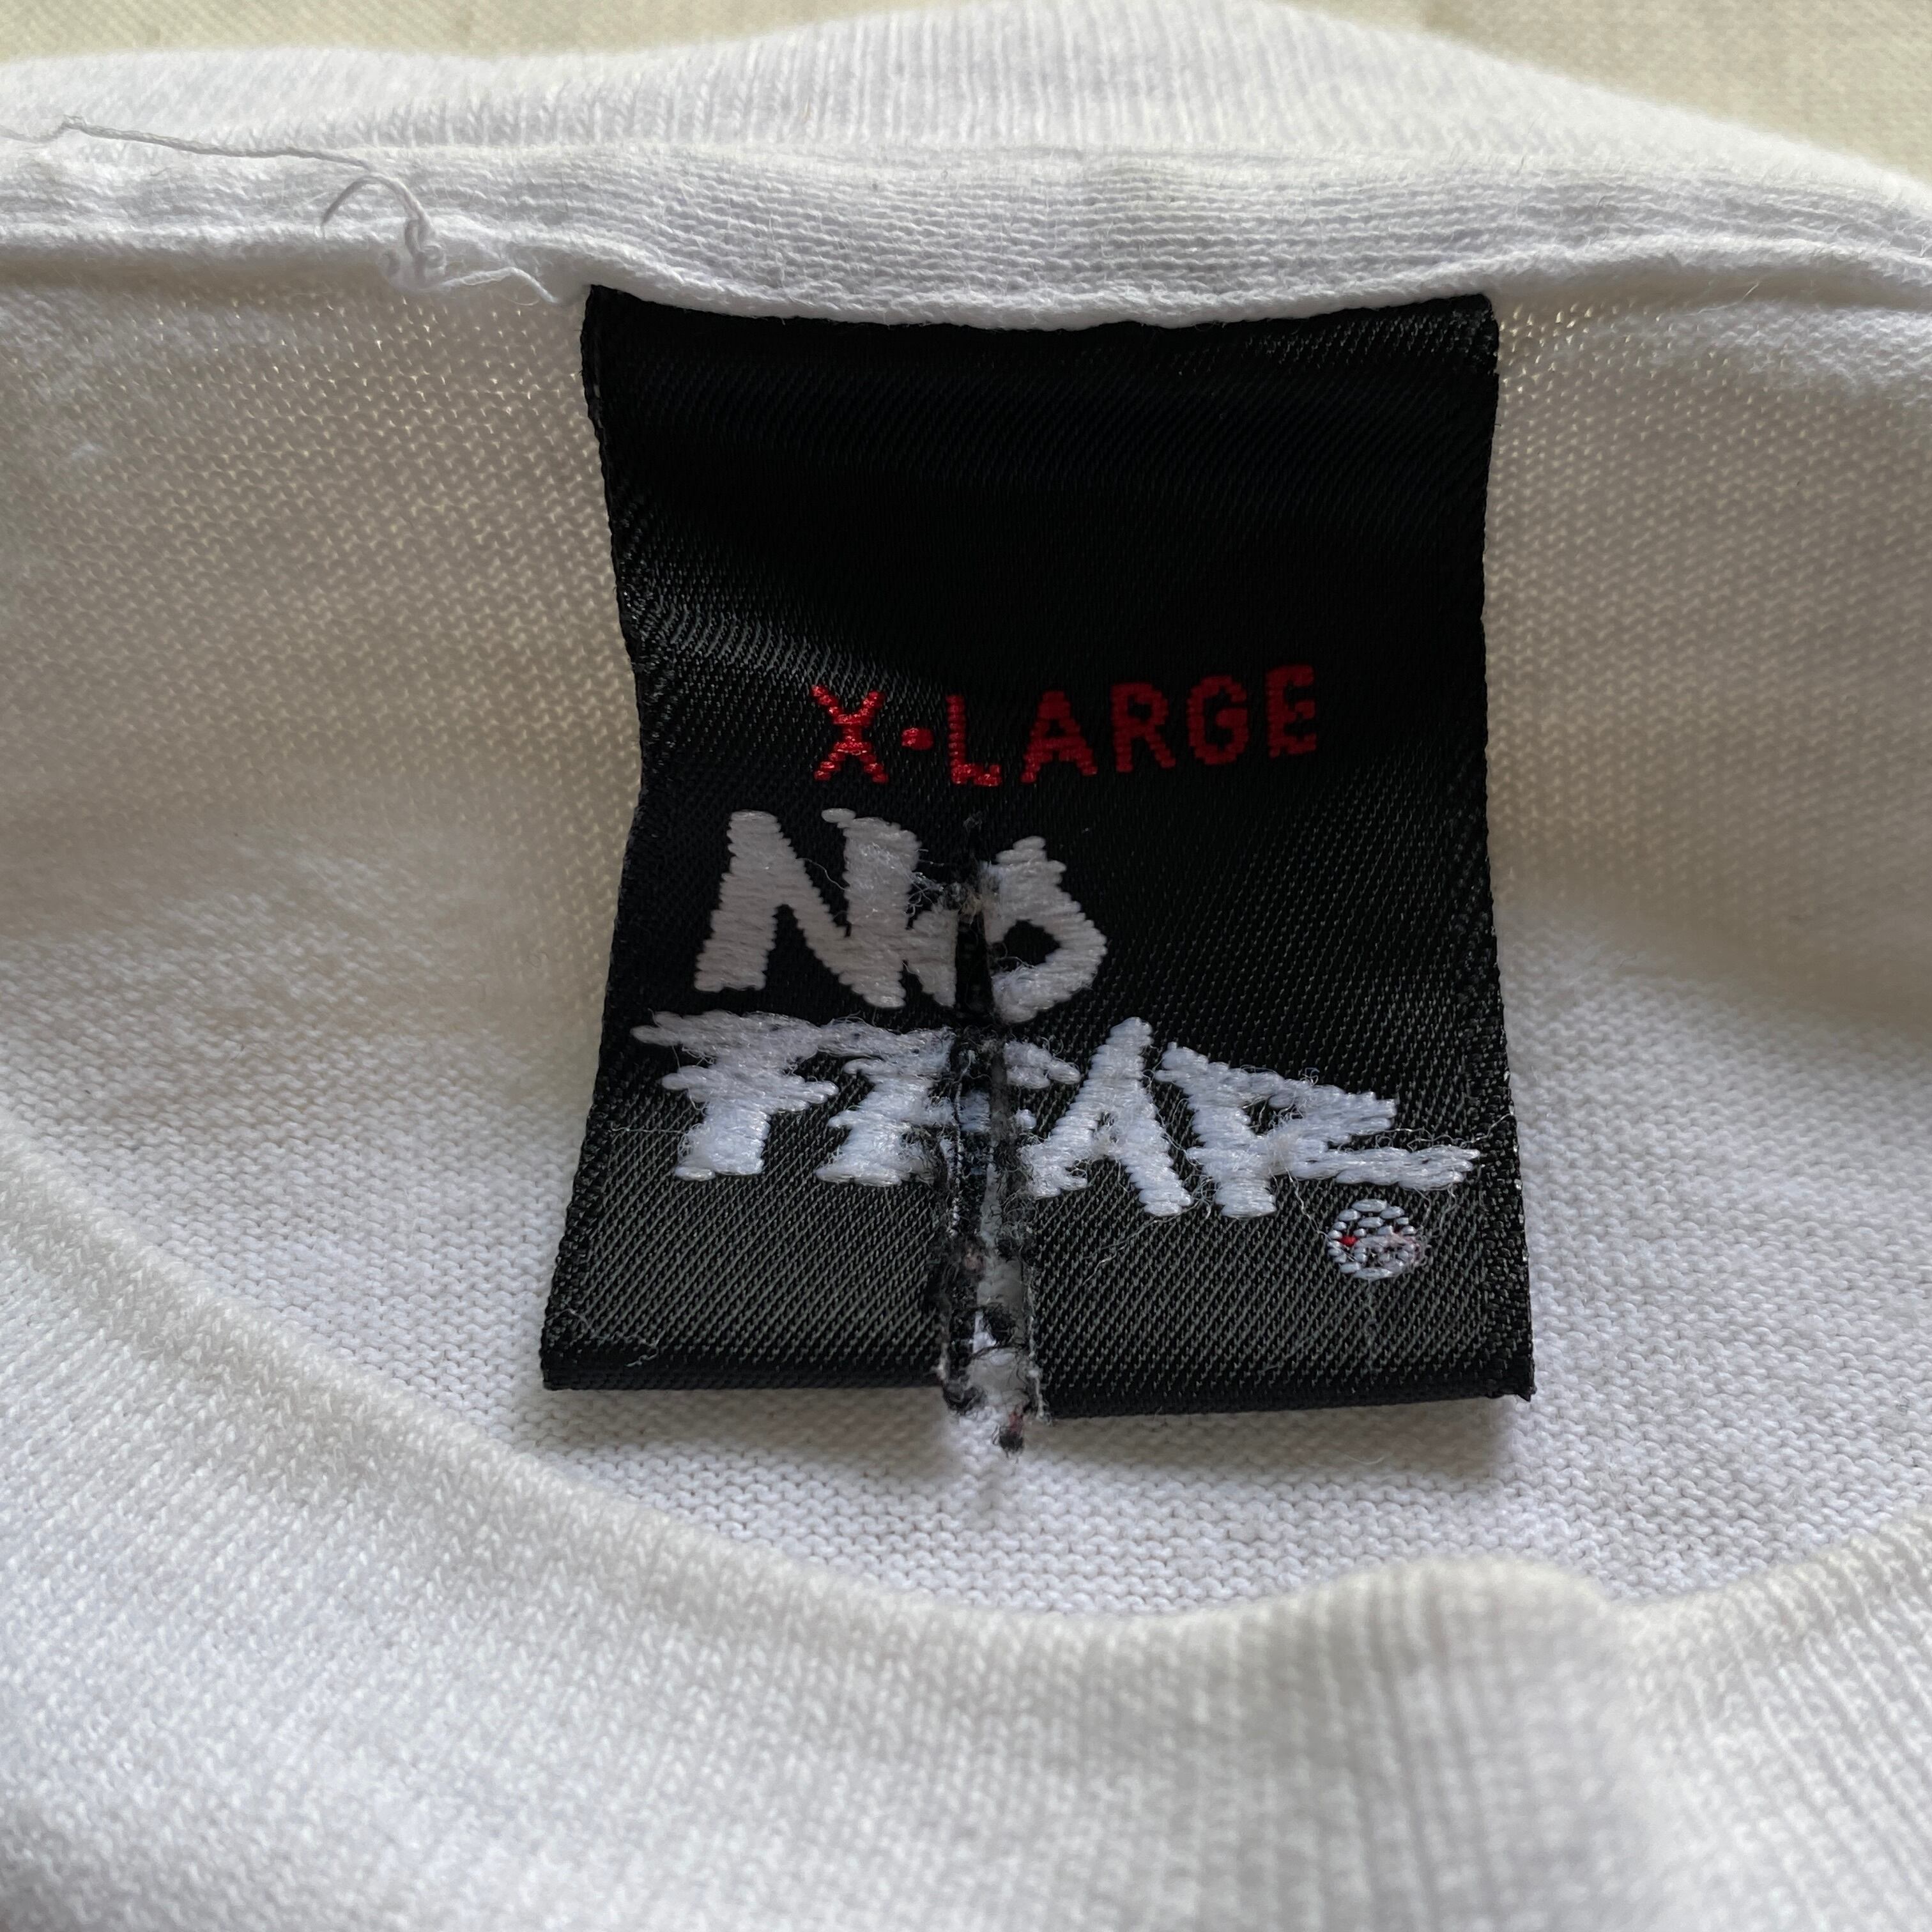 X-LARGE
NO
FEAR
®